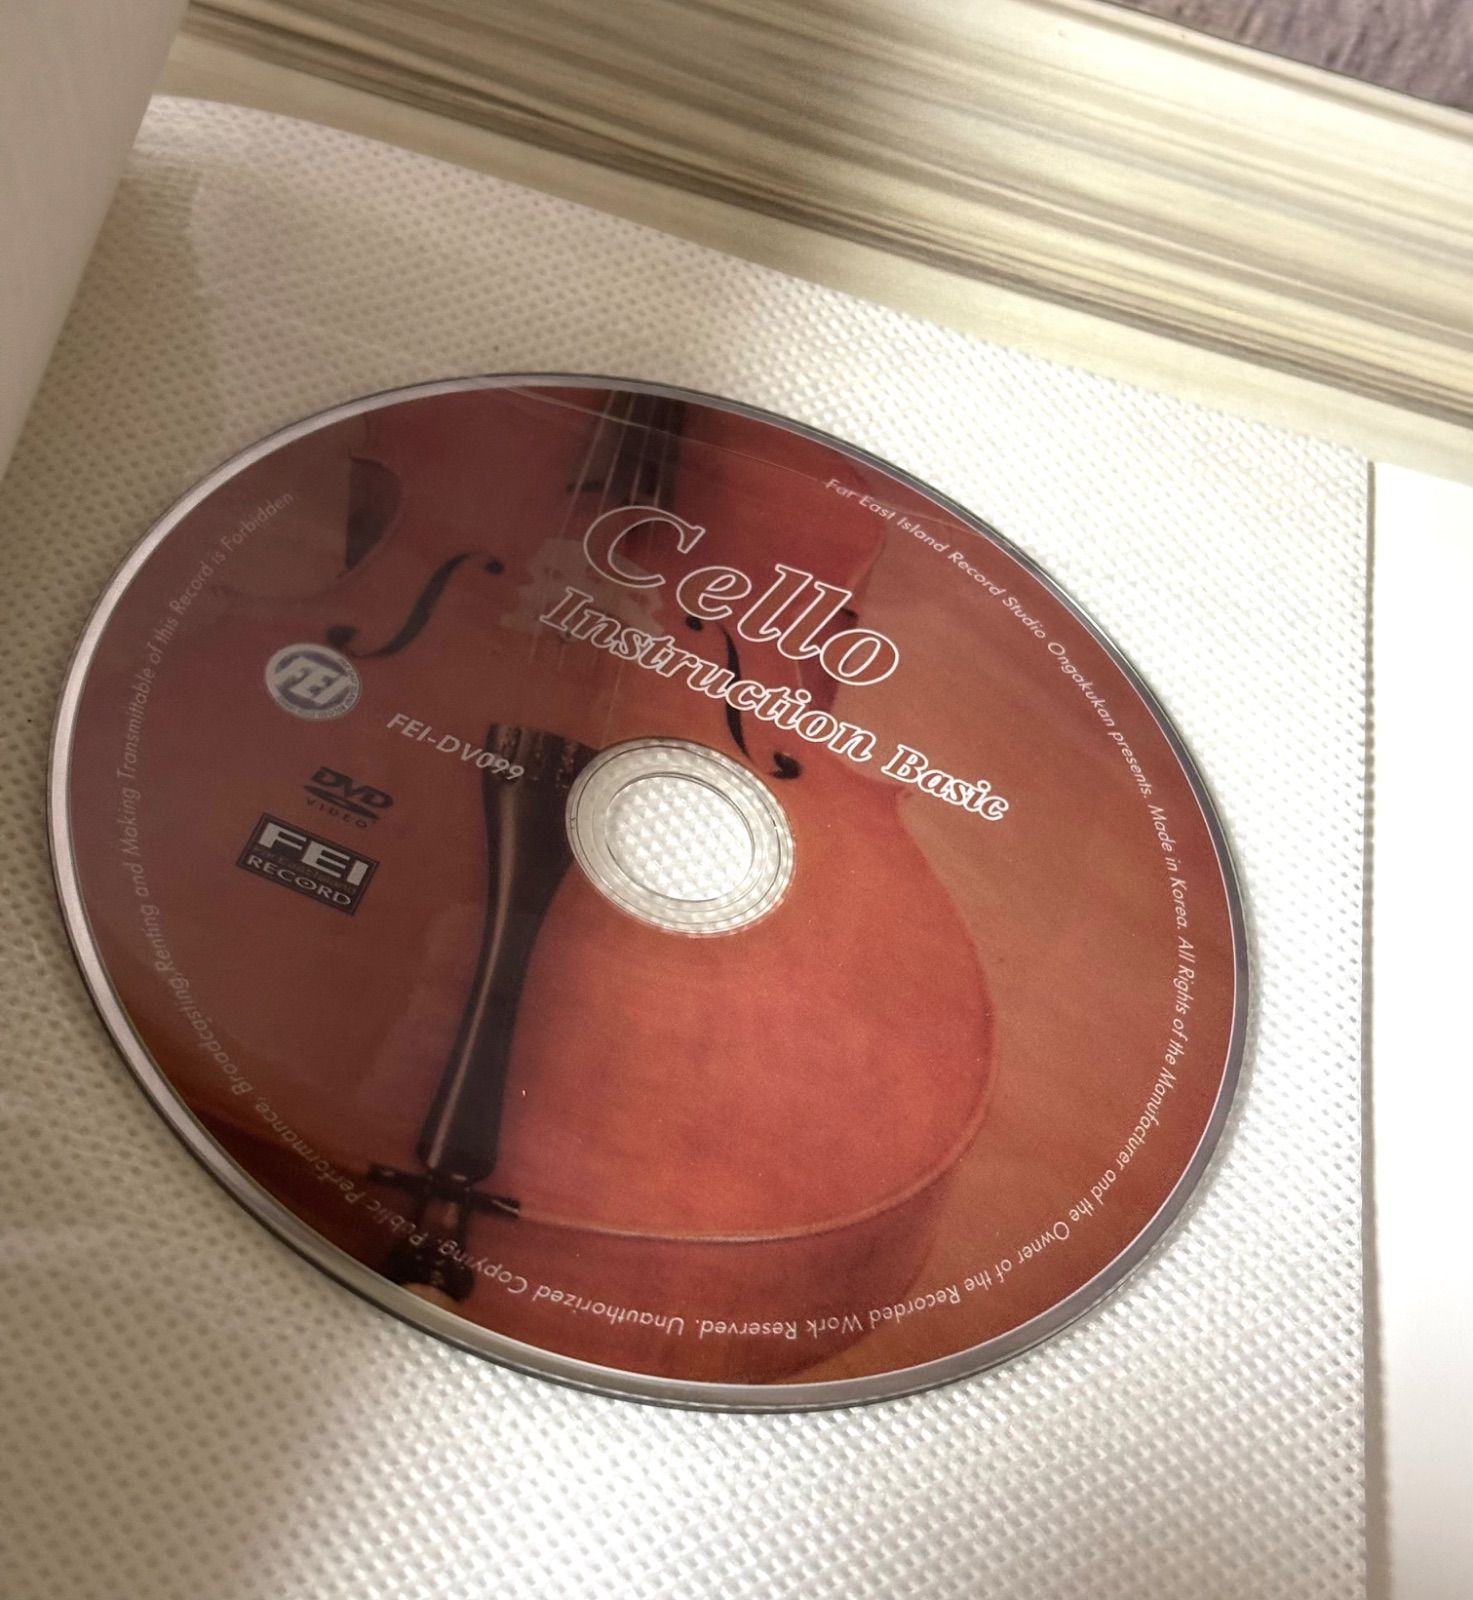 Cello
Instruction Basic
FEI
FEI-DV099
DVD
VIDEO
FEI
RECORD
Far East Island Record Studio Ongakukan presents. Made in Korea. All Rights of the Manufacturer and the Owner of the Recorded Work Reserved. Unauthorized Copying, Public Performance, Broadcasting,Renting and Making Transmittable of this Record is Forbidden.